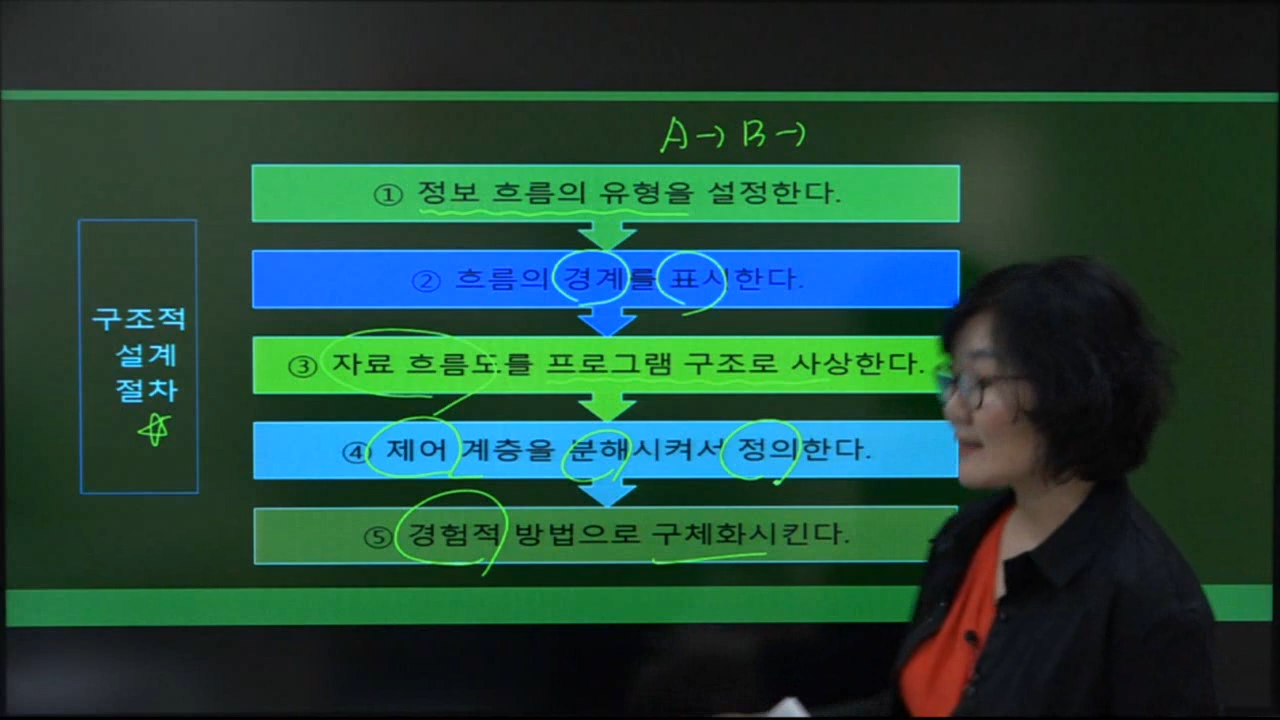 A → B →
① 정보 흐름의 유형을 설정한다.
② 흐름의 경계를 표시한다.
구조적
설계
절차
③ 자료 흐름도를 프로그램 구조로 사상한다.
④ 제어 계층을 분해시켜서 정의한다.
⑤ 경험적 방법으로 구체화시킨다.